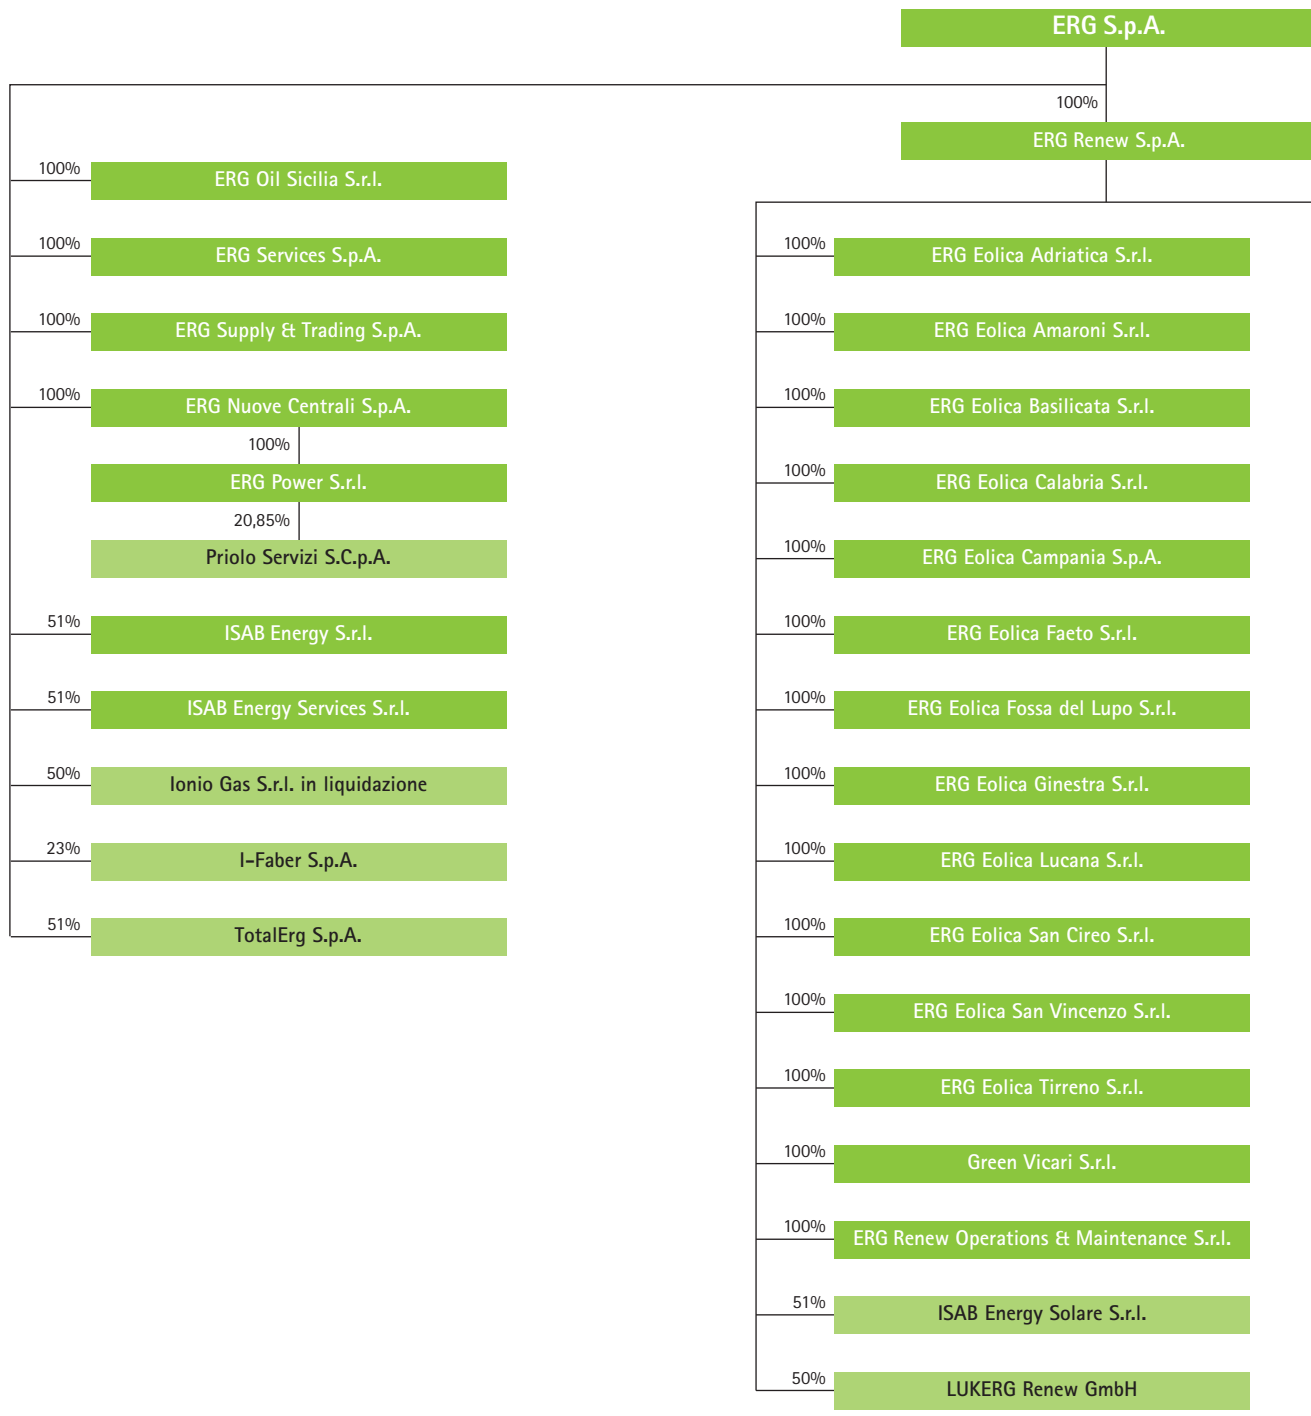 ERG S.p.A.
100%
ERG Renew S.p.A.
100%
ERG Oil Sicilia S.r.l.
100%
ERG Services S.p.A.
100%
ERG Supply & Trading S.p.A.
100%
ERG Nuove Centrali S.p.A.
100%
ERG Power S.r.l.
20,85%
Priolo Servizi S.C.p.A.
51%
ISAB Energy S.r.l.
51%
ISAB Energy Services S.r.l.
50%
Ionio Gas S.r.l. in liquidazione
23%
I-Faber S.p.A.
51%
TotalErg S.p.A.
100%
ERG Eolica Adriatica S.r.l.
100%
ERG Eolica Amaroni S.r.l.
100%
ERG Eolica Basilicata S.r.l.
100%
ERG Eolica Calabria S.r.l.
100%
ERG Eolica Campania S.p.A.
100%
ERG Eolica Faeto S.r.l.
100%
ERG Eolica Fossa del Lupo S.r.l.
100%
ERG Eolica Ginestra S.r.l.
100%
ERG Eolica Lucana S.r.l.
100%
ERG Eolica San Cireo S.r.l.
100%
ERG Eolica San Vincenzo S.r.l.
100%
ERG Eolica Tirreno S.r.l.
100%
Green Vicari S.r.l.
100%
ERG Renew Operations & Maintenance S.r.l.
51%
ISAB Energy Solare S.r.l.
50%
LUKERG Renew GmbH